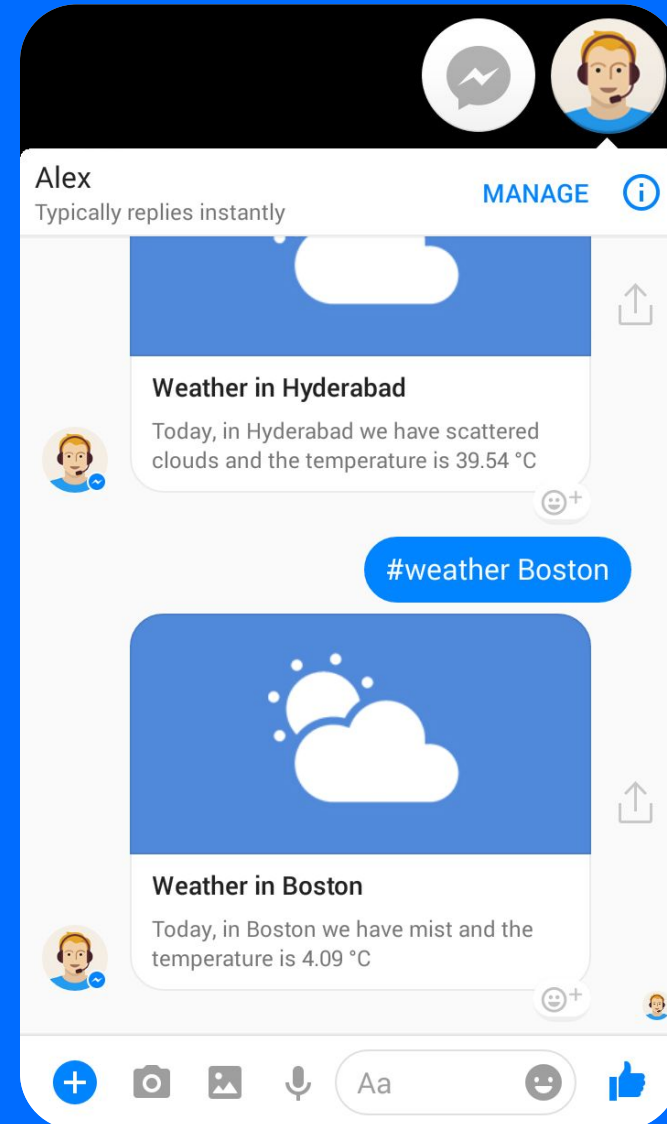 Alex
Typically replies instantly
MANAGE
Weather in Hyderabad
Today, in Hyderabad we have scattered
clouds and the temperature is 39.54 °C
#weather Boston
Weather in Boston
Today, in Boston we have mist and the
temperature is 4.09 °C
Aa